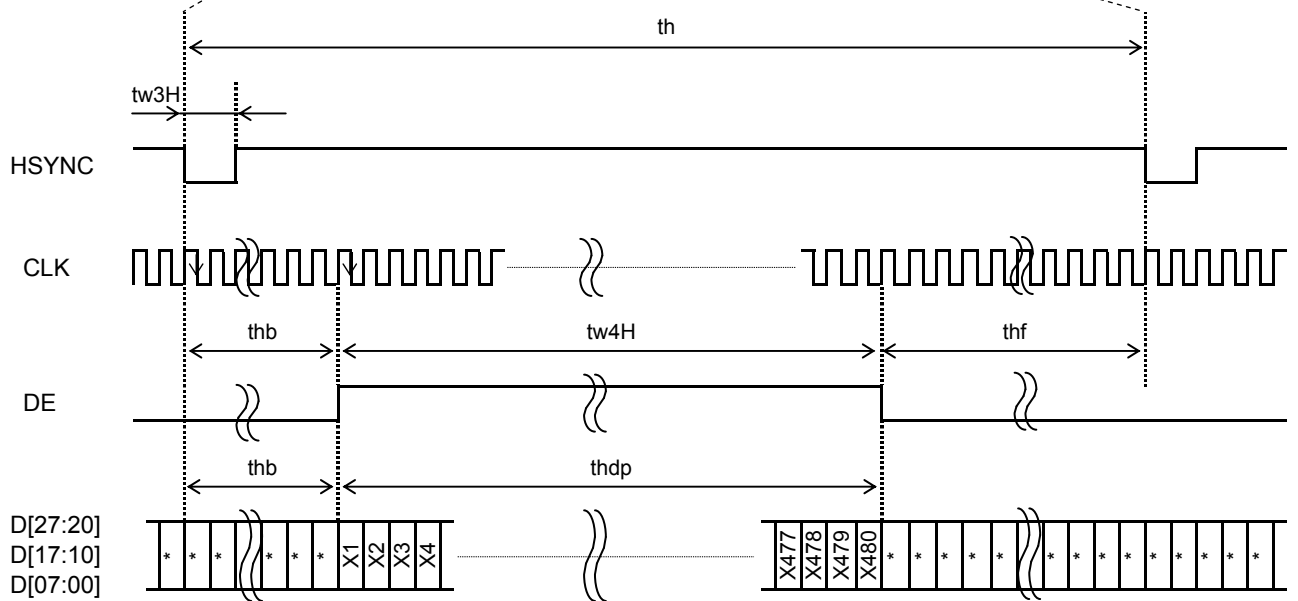 th
tw3H
HSYNC
CLK
thb tw4H thf
DE
thb thdp
D[27:20]
D[17:10]
D[07:00]
* * * * * * X1 X2 X3 X4 X477 X478 X479 X480 * * * * * * * * * * * * * * *